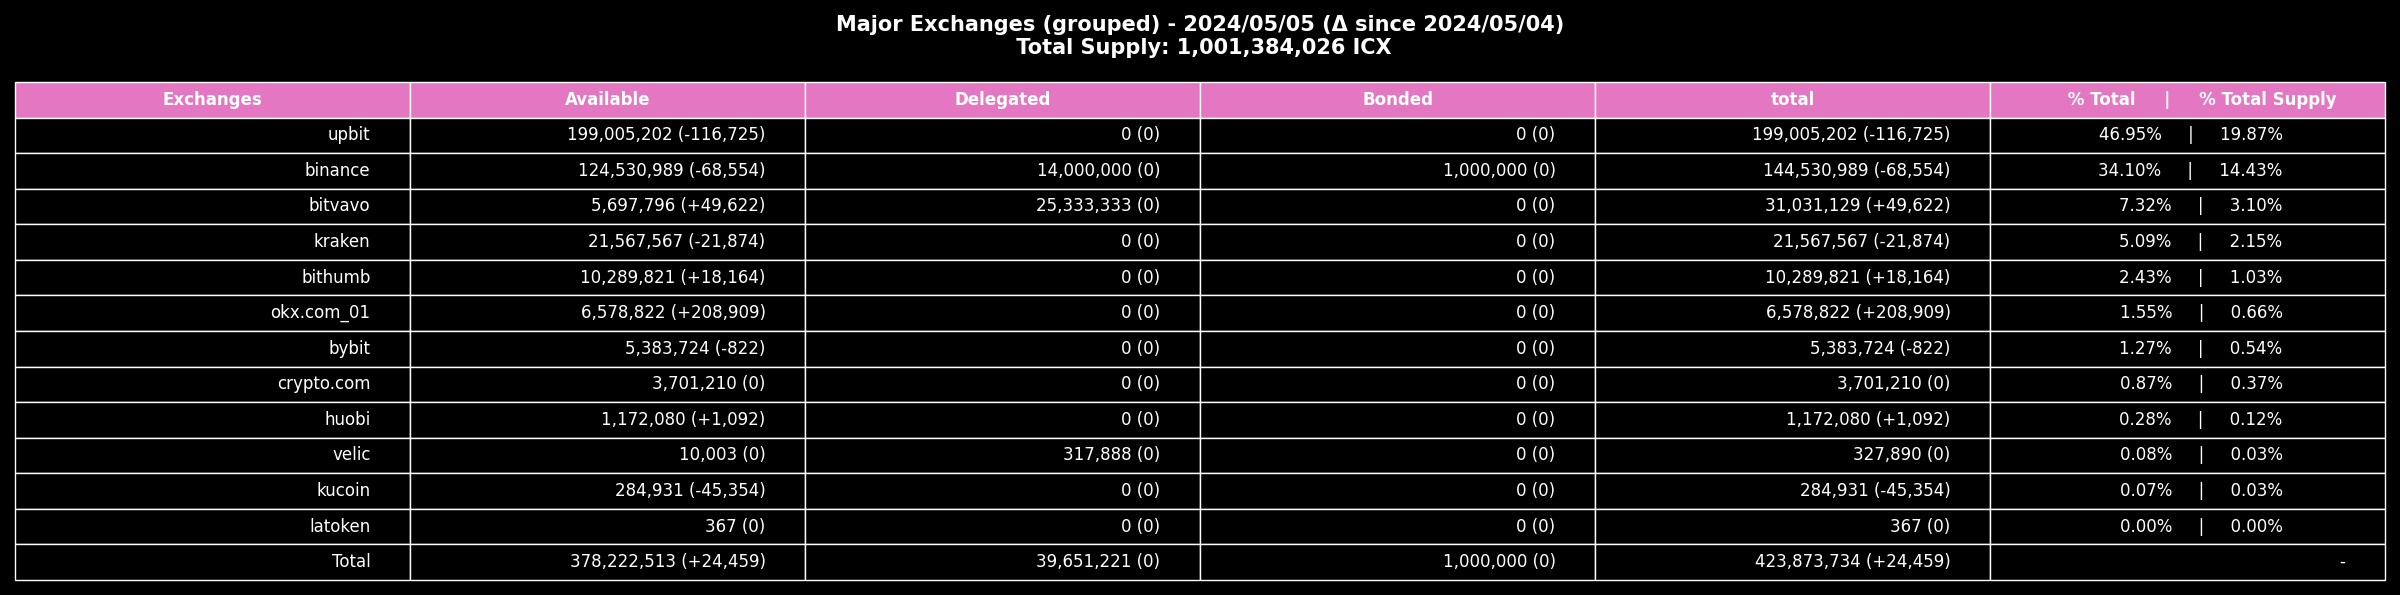 Major Exchanges (grouped) - 2024/05/05 (Δ since 2024/05/04)
Total Supply: 1,001,384,026 ICX
Exchanges Available Delegated Bonded total % Total | % Total Supply
upbit 199,005,202 (-116,725) 0 (0) 0 (0) 199,005,202 (-116,725) 46.95% | 19.87%
binance 124,530,989 (-68,554) 14,000,000 (0) 1,000,000 (0) 144,530,989 (-68,554) 34.10% | 14.43%
bitvavo 5,697,796 (+49,622) 25,333,333 (0) 0 (0) 31,031,129 (+49,622) 7.32% | 3.10%
kraken 21,567,567 (-21,874) 0 (0) 0 (0) 21,567,567 (-21,874) 5.09% | 2.15%
bithumb 10,289,821 (+18,164) 0 (0) 0 (0) 10,289,821 (+18,164) 2.43% | 1.03%
okx.com_01 6,578,822 (+208,909) 0 (0) 0 (0) 6,578,822 (+208,909) 1.55% | 0.66%
bybit 5,383,724 (-822) 0 (0) 0 (0) 5,383,724 (-822) 1.27% | 0.54%
crypto.com 3,701,210 (0) 0 (0) 0 (0) 3,701,210 (0) 0.87% | 0.37%
huobi 1,172,080 (+1,092) 0 (0) 0 (0) 1,172,080 (+1,092) 0.28% | 0.12%
velic 10,003 (0) 317,888 (0) 0 (0) 327,890 (0) 0.08% | 0.03%
kucoin 284,931 (-45,354) 0 (0) 0 (0) 284,931 (-45,354) 0.07% | 0.03%
latoken 367 (0) 0 (0) 0 (0) 367 (0) 0.00% | 0.00%
Total 378,222,513 (+24,459) 39,651,221 (0) 1,000,000 (0) 423,873,734 (+24,459) -